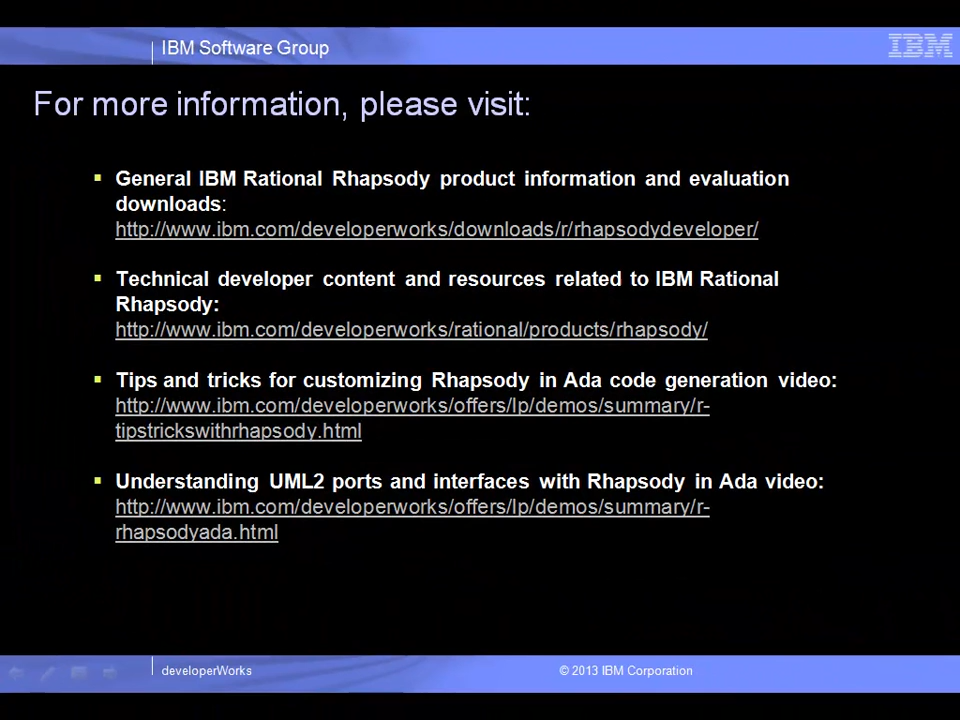 IBM Software Group
IBM
For more information, please visit:
General IBM Rational Rhapsody product information and evaluation
downloads:
http://www.ibm.com/developerworks/downloads/r/rhapsodydeveloper/
Technical developer content and resources related to IBM Rational
Rhapsody:
http://www.ibm.com/developerworks/rational/products/rhapsody/
Tips and tricks for customizing Rhapsody in Ada code generation video:
http://www.ibm.com/developerworks/offers/lp/demos/summary/r-
tipstrickswithrhapsody.html
Understanding UML2 ports and interfaces with Rhapsody in Ada video:
http://www.ibm.com/developerworks/offers/lp/demos/summary/r-
rhapsodyada.html
developerWorks
© 2013 IBM Corporation